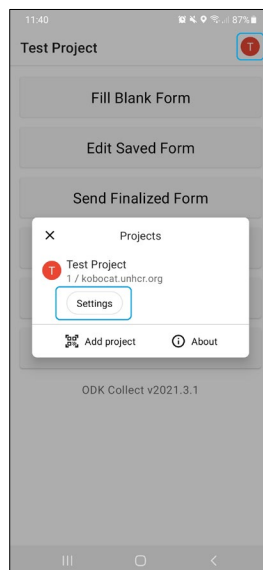 11:40
87%
Test Project
T
Fill Blank Form
Edit Saved Form
Send Finalized Form
Projects
T
Test Project
1 / kobocat.unhcr.org
Settings
Add project
About
ODK Collect v2021.3.1